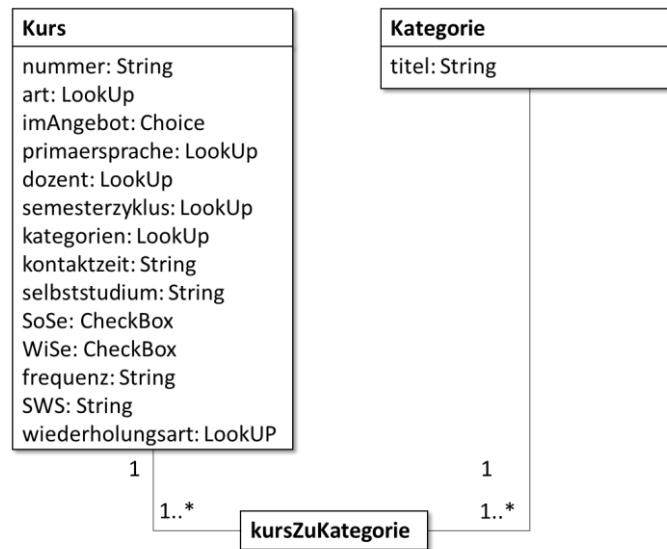 Kurs
nummer: String
art: LookUp
imAngebot: Choice
primaersprache: LookUp
dozent: LookUp
semesterzyklus: LookUp
kategorien: LookUp
kontaktzeit: String
selbststudium: String
SoSe: CheckBox
WiSe: CheckBox
frequenz: String
SWS: String
wiederholungsart: LookUP
Kategorie
titel: String
1
1
1..*
1..*
kursZuKategorie